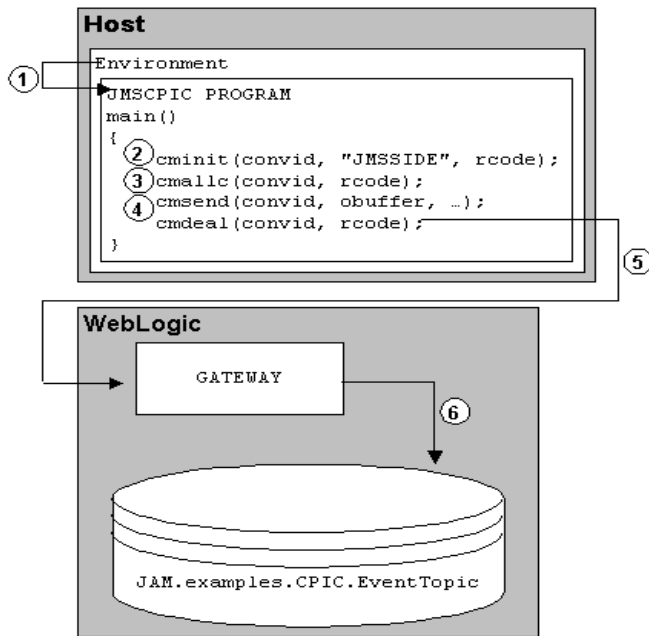 Host
Environment
1
JMSCPIC PROGRAM
main()
{
2 cminit(convid, "JMSSIDE", rcode);
3 cmallc(convid, rcode);
4 cmsend(convid, obuffer, …);
cmdeal(convid, rcode);
}
5
WebLogic
GATEWAY
6
JAM.examples.CPIC.EventTopic